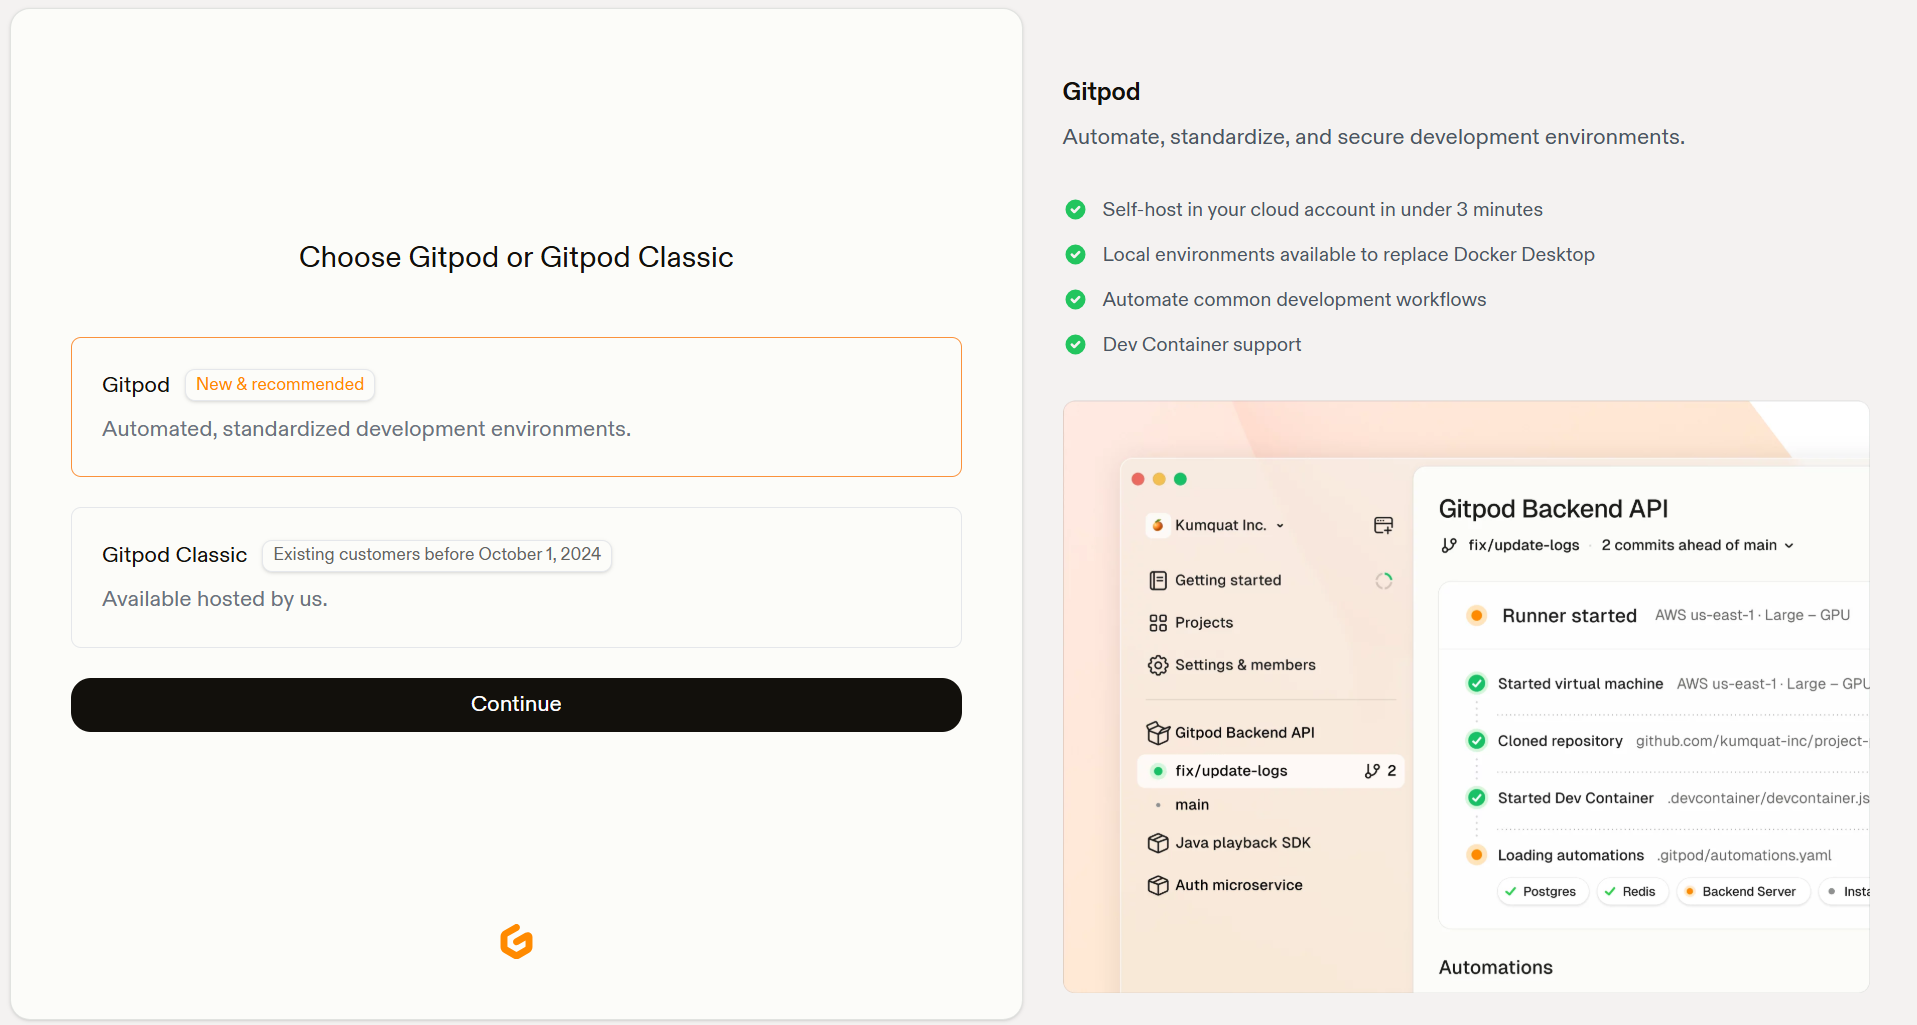 Choose Gitpod or Gitpod Classic
Gitpod New & recommended
Automated, standardized development environments.
Gitpod Classic Existing customers before October 1, 2024
Available hosted by us.
Continue
Gitpod
Automate, standardize, and secure development environments.
Self-host in your cloud account in under 3 minutes
Local environments available to replace Docker Desktop
Automate common development workflows
Dev Container support
Kumquat Inc.
Getting started
Projects
Settings & members
Gitpod Backend API
fix/update-logs 2
main
Java playback SDK
Auth microservice
Gitpod Backend API
fix/update-logs · 2 commits ahead of main
Runner started AWS us-east-1 · Large – GPU
Started virtual machine AWS us-east-1 · Large – GPU
Cloned repository github.com/kumquat-inc/project-
Started Dev Container .devcontainer/devcontainer.js
Loading automations .gitpod/automations.yaml
Postgres Redis Backend Server Insta
Automations